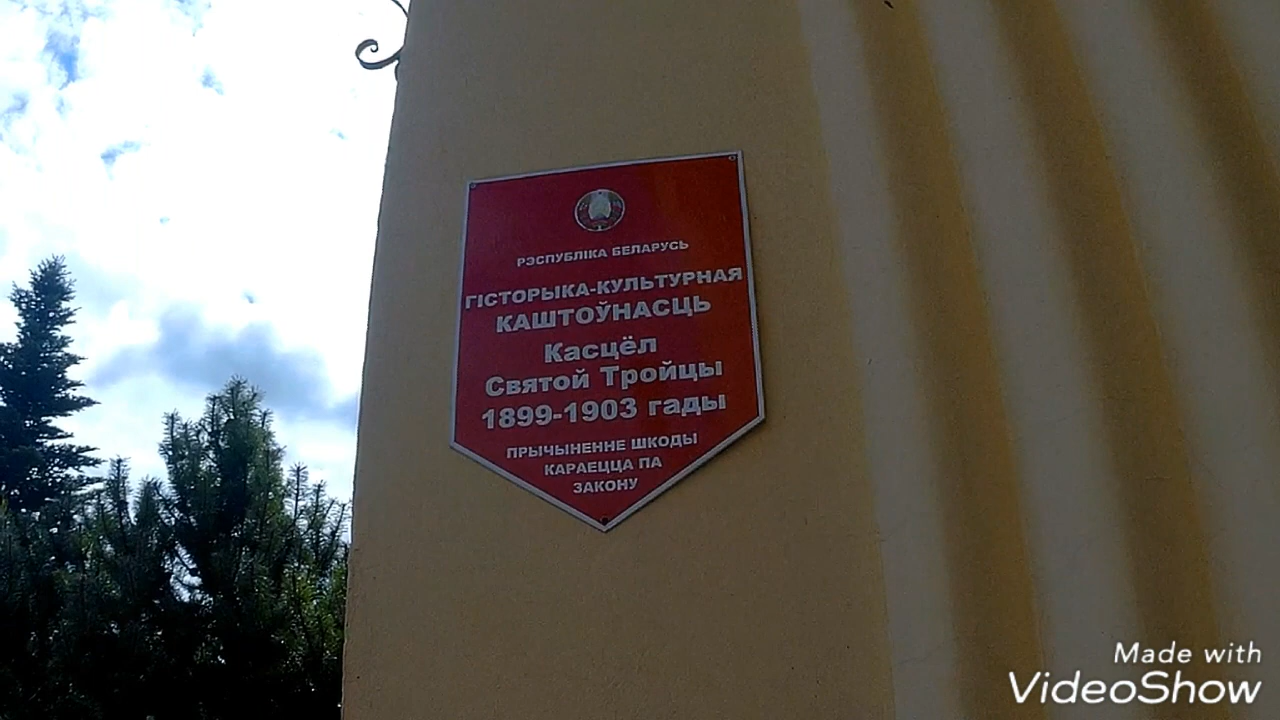 РЭСПУБЛІКА БЕЛАРУСЬ
ГІСТОРЫКА-КУЛЬТУРНАЯ
КАШТОЎНАСЦЬ
Касцёл
Святой Тройцы
1899-1903 гады
ПРЫЧЫНЕННЕ ШКОДЫ
КАРАЕЦЦА ПА
ЗАКОНУ
Made with
VideoShow